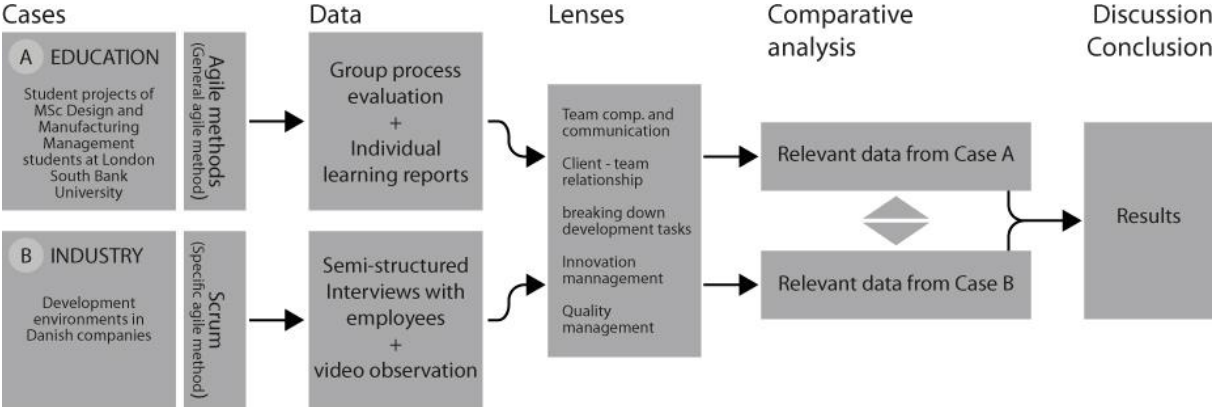 Cases
Data
Lenses
Comparative
analysis
Discussion
Conclusion
A EDUCATION
Student projects of
MSc Design and
Manufacturing
Management
students at London
South Bank
University
Agile methods
(General agile method)
Group process
evaluation
+
Individual
learning reports
B INDUSTRY
Development
environments in
Danish companies
Scrum
(Specific agile method)
Semi-structured
Interviews with
employees
+
video observation
Team comp. and
communication
Client - team
relationship
breaking down
development tasks
Innovation
mannagement
Quality
management
Relevant data from Case A
Relevant data from Case B
Results